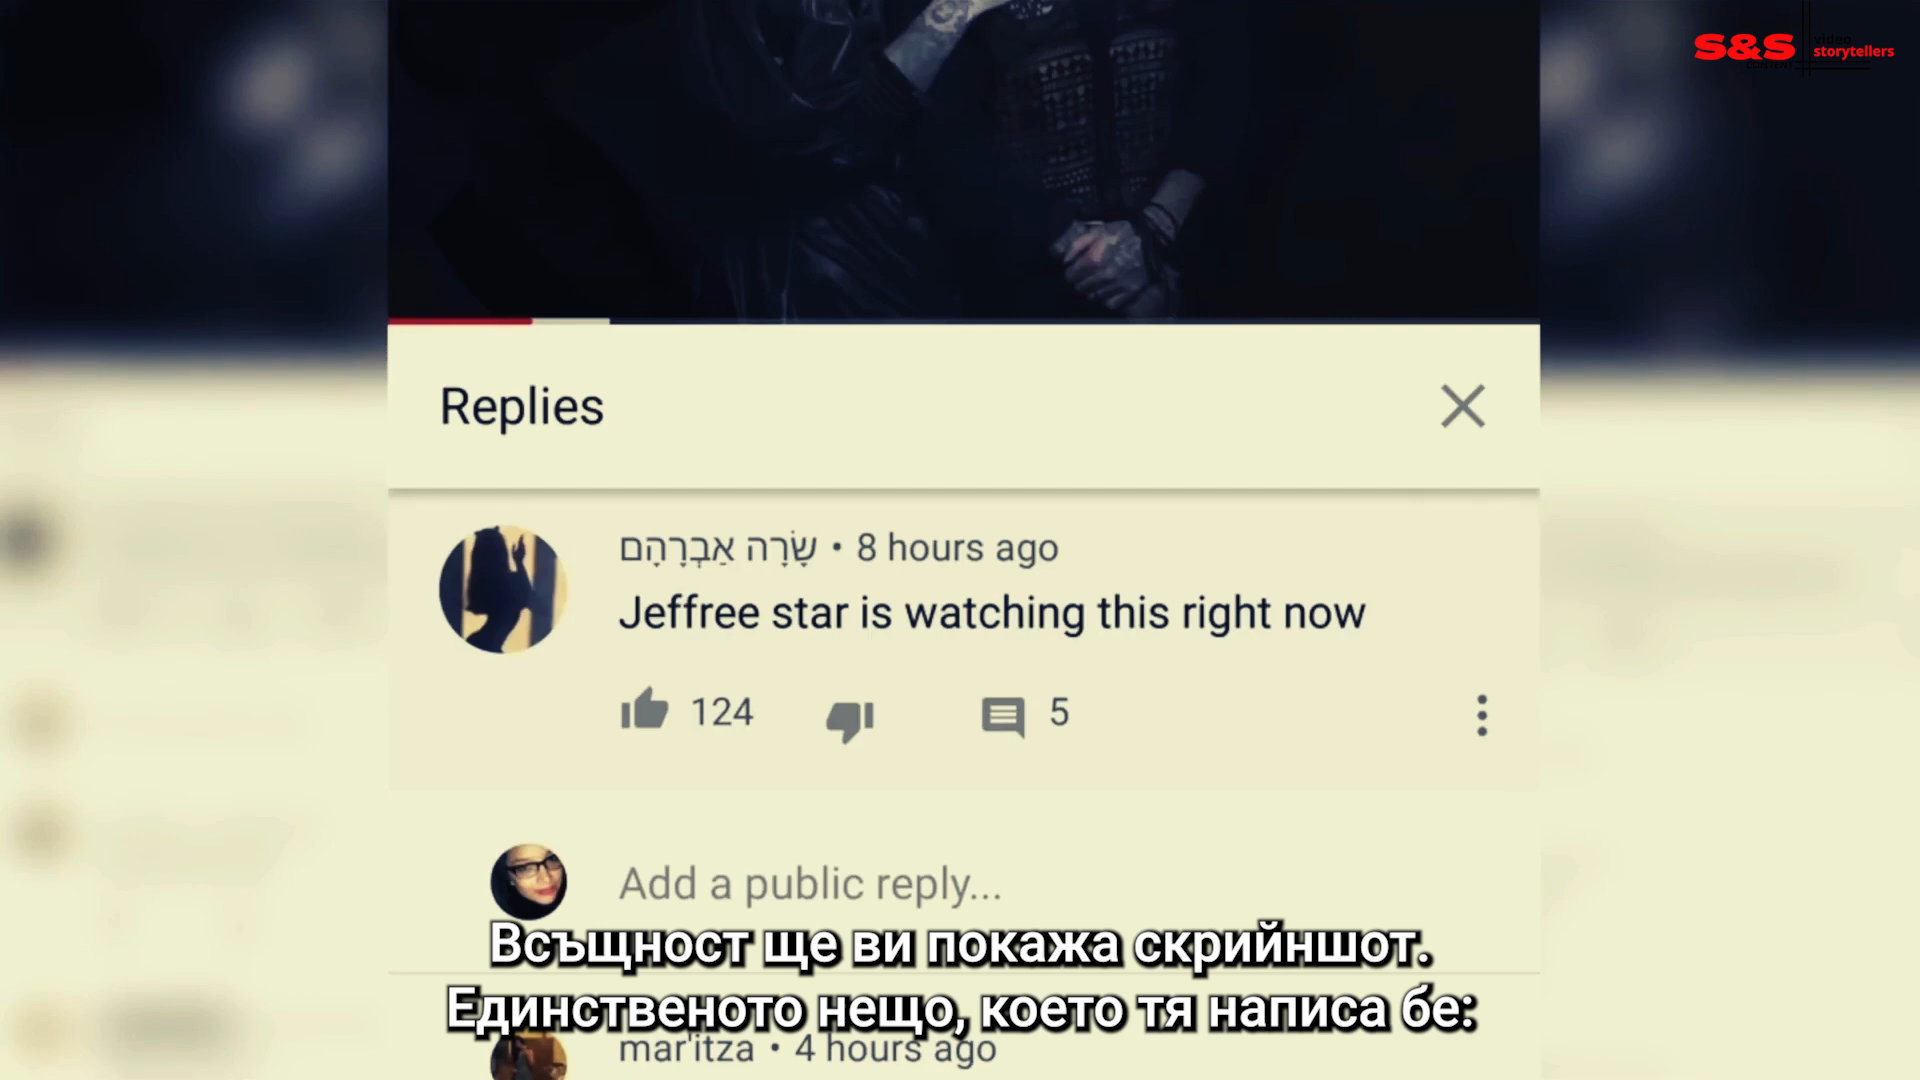 S&S
video
storytellers
Replies
שָׂרָה אַבְרָהָם • 8 hours ago
Jeffree star is watching this right now
124
5
Add a public reply...
Всъщност ще ви покажа скрийншот.
Единственото нещо, което тя написа бе:
mar'itza • 4 hours ago